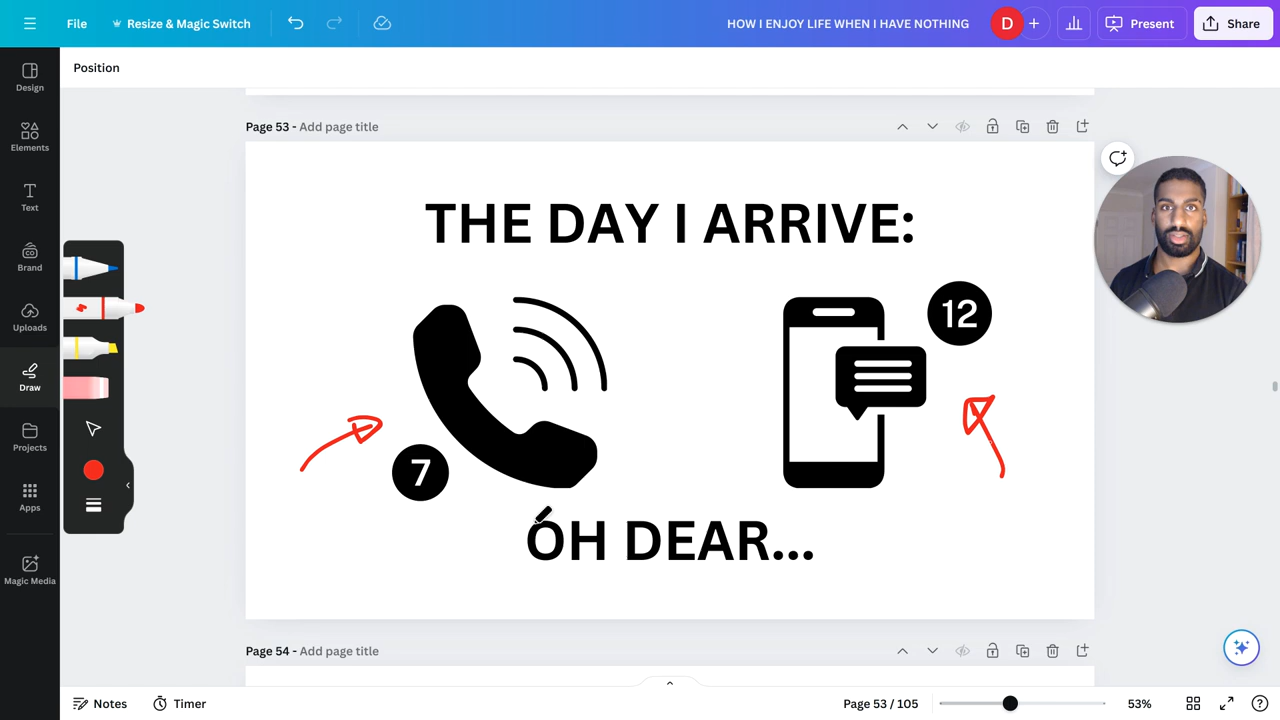 File
Resize & Magic Switch
HOW I ENJOY LIFE WHEN I HAVE NOTHING
D
Present
Share
Position
Design
Elements
Text
Brand
Uploads
Draw
Projects
Apps
Magic Media
Page 53 - Add page title
THE DAY I ARRIVE:
12
7
OH DEAR...
Page 54 - Add page title
Notes
Timer
Page 53 / 105
53%